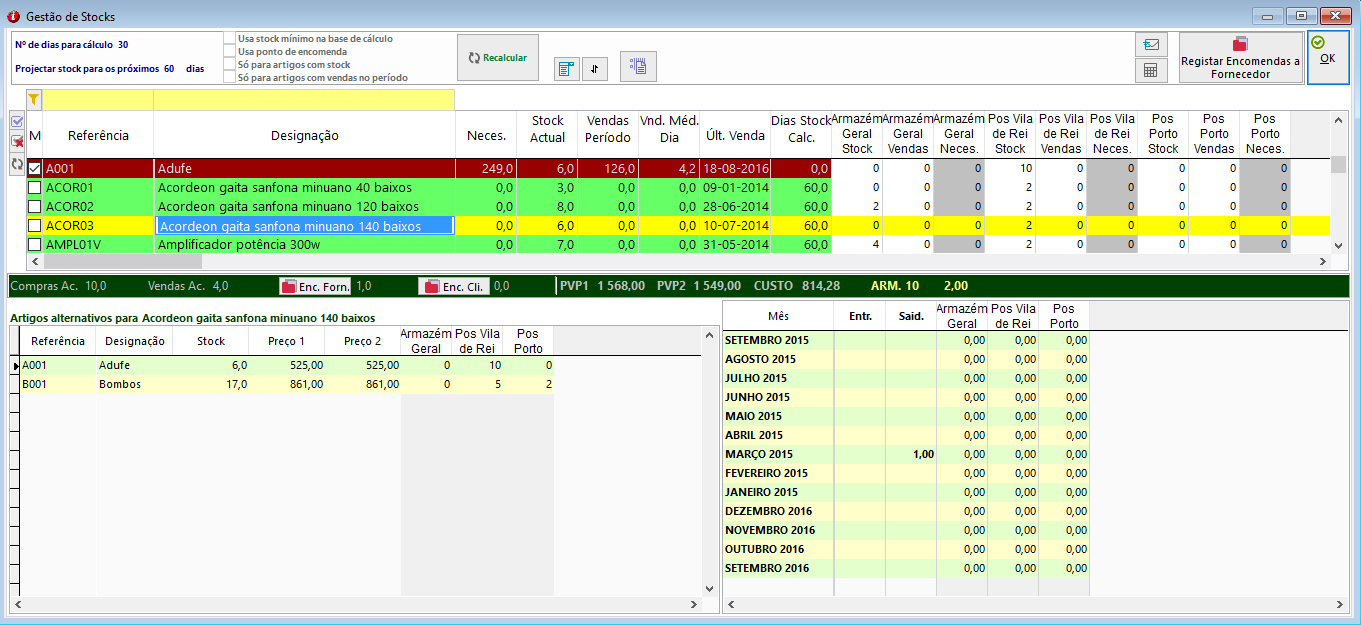 Gestão de Stocks
Nº de dias para cálculo 30
Projectar stock para os próximos 60 dias
Usa stock mínimo na base de cálculo
Usa ponto de encomenda
Só para artigos com stock
Só para artigos com vendas no período
Recalcular
Registar Encomendas a
Fornecedor
OK
M Referência Designação Neces. Stock Actual Vendas Período Vnd. Méd. Dia Últ. Venda Dias Stock Calc. Armazém Geral Stock Armazém Geral Vendas Armazém Geral Neces. Pos Vila de Rei Stock Pos Vila de Rei Vendas Pos Vila de Rei Neces. Pos Porto Stock Pos Porto Vendas Pos Porto Neces.
A001 Adufe 249,0 6,0 126,0 4,2 18-08-2016 0,0 0 0 0 10 0 0 0 0 0
ACOR01 Acordeon gaita sanfona minuano 40 baixos 0,0 3,0 0,0 0,0 09-01-2014 60,0 0 0 0 2 0 0 0 0 0
ACOR02 Acordeon gaita sanfona minuano 120 baixos 0,0 8,0 0,0 0,0 28-06-2014 60,0 2 0 0 2 0 0 0 0 0
ACOR03 Acordeon gaita sanfona minuano 140 baixos 0,0 6,0 0,0 0,0 10-07-2014 60,0 0 0 0 2 0 0 0 0 0
AMPL01V Amplificador potência 300w 0,0 7,0 0,0 0,0 31-05-2014 60,0 4 0 0 2 0 0 0 0 0
Compras Ac. 10,0 Vendas Ac. 4,0 Enc. Forn. 1,0 Enc. Cli. 0,0 PVP1 1 568,00 PVP2 1 549,00 CUSTO 814,28 ARM. 10 2,00
Artigos alternativos para Acordeon gaita sanfona minuano 140 baixos
Referência Designação Stock Preço 1 Preço 2 Armazém Geral Pos Vila de Rei Pos Porto
A001 Adufe 6,0 525,00 525,00 0 10 0
B001 Bombos 17,0 861,00 861,00 0 5 2
Mês Entr. Said. Armazém Geral Pos Vila de Rei Pos Porto
SETEMBRO 2015 0,00 0,00 0,00
AGOSTO 2015 0,00 0,00 0,00
JULHO 2015 0,00 0,00 0,00
JUNHO 2015 0,00 0,00 0,00
MAIO 2015 0,00 0,00 0,00
ABRIL 2015 0,00 0,00 0,00
MARÇO 2015 1,00 0,00 0,00 0,00
FEVEREIRO 2015 0,00 0,00 0,00
JANEIRO 2015 0,00 0,00 0,00
DEZEMBRO 2016 0,00 0,00 0,00
NOVEMBRO 2016 0,00 0,00 0,00
OUTUBRO 2016 0,00 0,00 0,00
SETEMBRO 2016 0,00 0,00 0,00